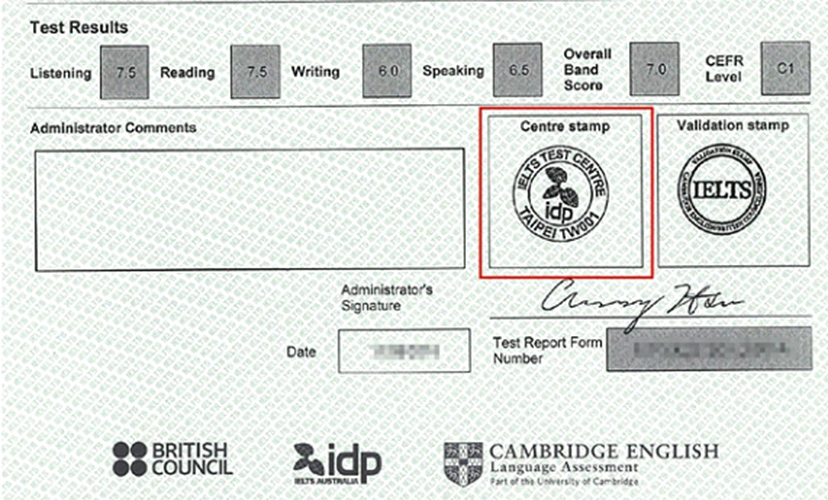 Test Results
Listening 7.5 Reading 7.5 Writing 6.0 Speaking 6.5 Overall Band Score 7.0 CEFR Level C1
Administrator Comments
Centre stamp
Validation stamp
IELTS TEST CENTRE
idp
TAIPEI TW001
VALIDATION STAMP
IELTS
Administrator's
Signature
Date
Test Report Form
Number
BRITISH
COUNCIL
idp
IELTS AUSTRALIA
CAMBRIDGE ENGLISH
Language Assessment
Part of the University of Cambridge